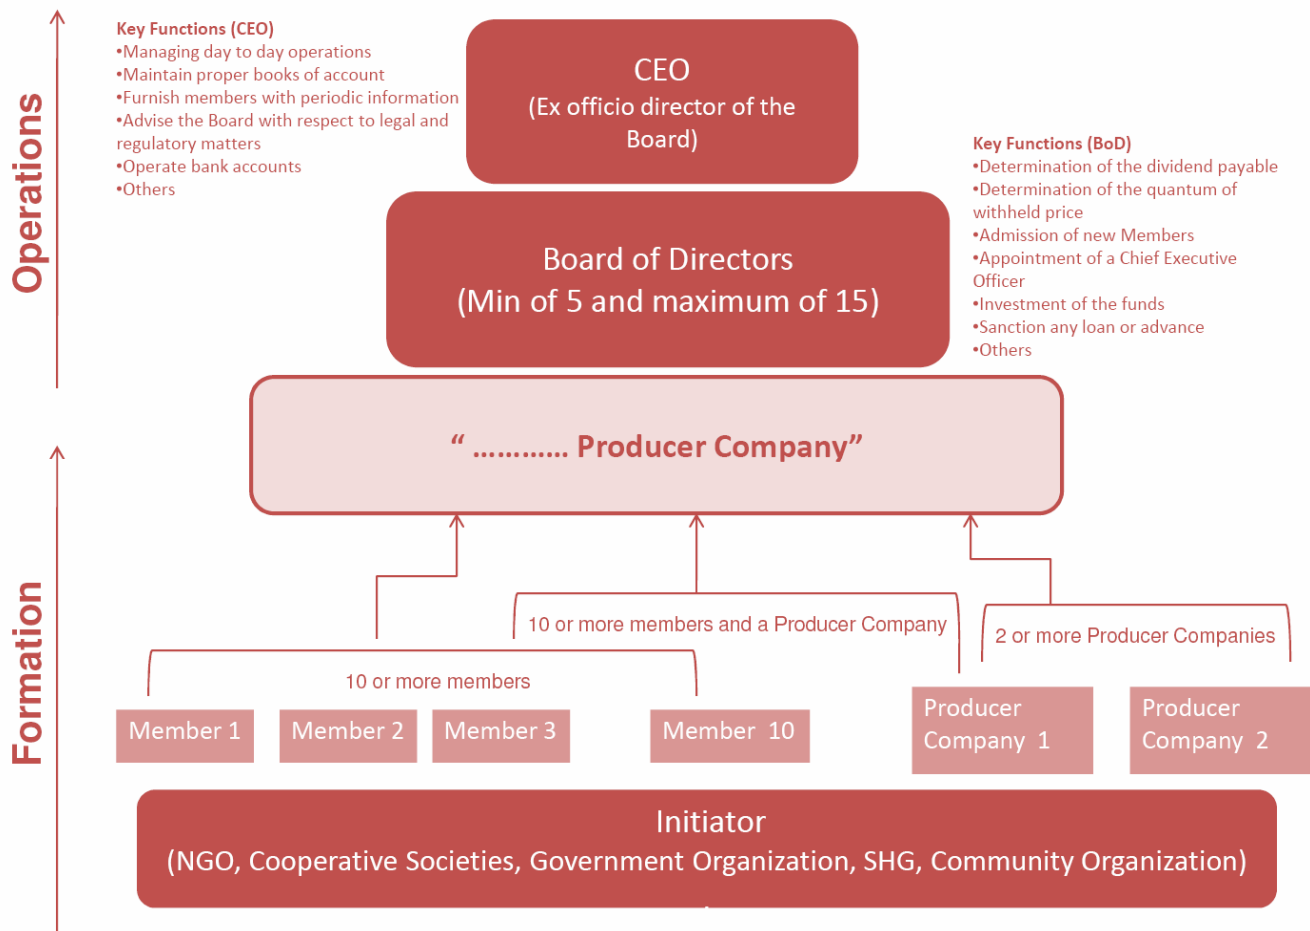 Operations
Key Functions (CEO)
•Managing day to day operations
•Maintain proper books of account
•Furnish members with periodic information
•Advise the Board with respect to legal and
regulatory matters
•Operate bank accounts
•Others
CEO
(Ex officio director of the
Board)
Key Functions (BoD)
•Determination of the dividend payable
•Determination of the quantum of
withheld price
•Admission of new Members
•Appointment of a Chief Executive
Officer
•Investment of the funds
•Sanction any loan or advance
•Others
Board of Directors
(Min of 5 and maximum of 15)
“ ………… Producer Company”
Formation
10 or more members and a Producer Company
2 or more Producer Companies
10 or more members
Member 1
Member 2
Member 3
Member 10
Producer
Company 1
Producer
Company 2
Initiator
(NGO, Cooperative Societies, Government Organization, SHG, Community Organization)